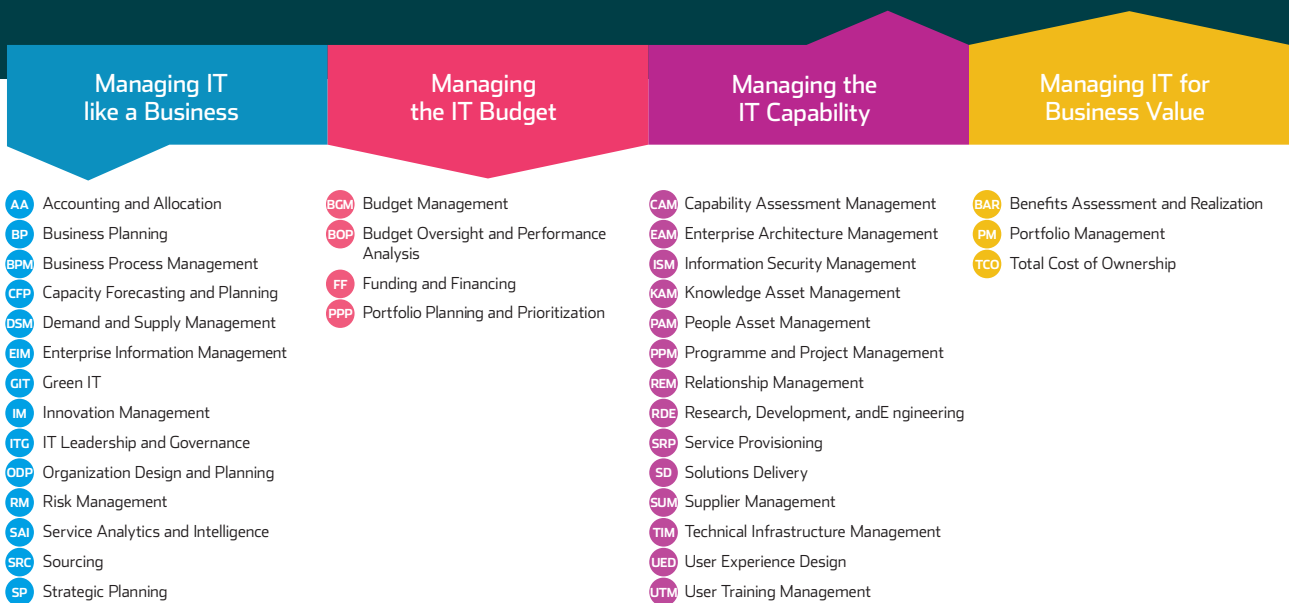 Managing IT
like a Business
Managing
the IT Budget
Managing the
IT Capability
Managing IT for
Business Value
AA Accounting and Allocation
BP Business Planning
BPM Business Process Management
CFP Capacity Forecasting and Planning
DSM Demand and Supply Management
EIM Enterprise Information Management
GIT Green IT
IM Innovation Management
ITG IT Leadership and Governance
ODP Organization Design and Planning
RM Risk Management
SAI Service Analytics and Intelligence
SRC Sourcing
SP Strategic Planning
BGM Budget Management
BOP Budget Oversight and Performance
Analysis
FF Funding and Financing
PPP Portfolio Planning and Prioritization
CAM Capability Assessment Management
EAM Enterprise Architecture Management
ISM Information Security Management
KAM Knowledge Asset Management
PAM People Asset Management
PPM Programme and Project Management
REM Relationship Management
RDE Research, Development, andE ngineering
SRP Service Provisioning
SD Solutions Delivery
SUM Supplier Management
TIM Technical Infrastructure Management
UED User Experience Design
UTM User Training Management
BAR Benefits Assessment and Realization
PM Portfolio Management
TCO Total Cost of Ownership